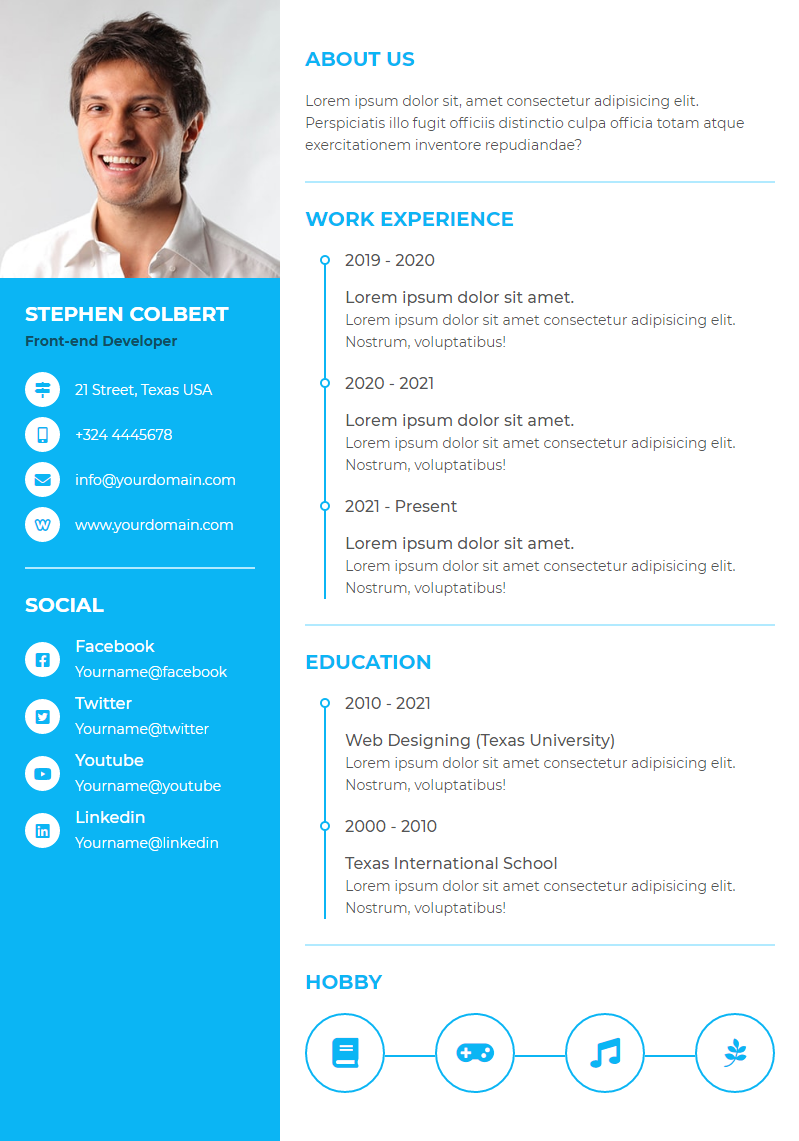 STEPHEN COLBERT
Front-end Developer
21 Street, Texas USA
+324 4445678
info@yourdomain.com
www.yourdomain.com
SOCIAL
Facebook
Yourname@facebook
Twitter
Yourname@twitter
Youtube
Yourname@youtube
Linkedin
Yourname@linkedin
ABOUT US
Lorem ipsum dolor sit, amet consectetur adipisicing elit.
Perspiciatis illo fugit officiis distinctio culpa officia totam atque
exercitationem inventore repudiandae?
WORK EXPERIENCE
2019 - 2020
Lorem ipsum dolor sit amet.
Lorem ipsum dolor sit amet consectetur adipisicing elit.
Nostrum, voluptatibus!
2020 - 2021
Lorem ipsum dolor sit amet.
Lorem ipsum dolor sit amet consectetur adipisicing elit.
Nostrum, voluptatibus!
2021 - Present
Lorem ipsum dolor sit amet.
Lorem ipsum dolor sit amet consectetur adipisicing elit.
Nostrum, voluptatibus!
EDUCATION
2010 - 2021
Web Designing (Texas University)
Lorem ipsum dolor sit amet consectetur adipisicing elit.
Nostrum, voluptatibus!
2000 - 2010
Texas International School
Lorem ipsum dolor sit amet consectetur adipisicing elit.
Nostrum, voluptatibus!
HOBBY